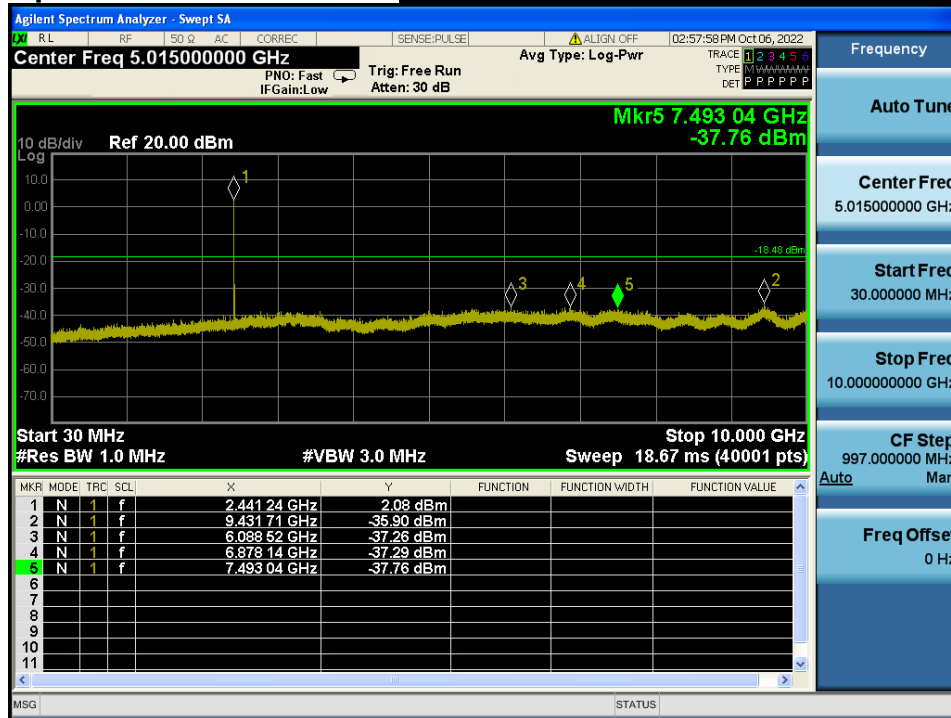 Agilent Spectrum Analyzer - Swept SA
LXI RL RF 50 Ω AC CORREC SENSE:PULSE ALIGN OFF 02:57:58 PM Oct 06, 2022
Center Freq 5.015000000 GHz
PNO: Fast
IFGain:Low
Trig: Free Run
Atten: 30 dB
Avg Type: Log-Pwr
TRACE 1 2 3 4 5 6
TYPE M
DET P P P P P P
Mkr5 7.493 04 GHz
-37.76 dBm
10 dB/div Ref 20.00 dBm
Log
10.0
0.00
-10.0
-20.0
-30.0
-40.0
-50.0
-60.0
-70.0
1
-18.48 dBm
3
4
5
2
Start 30 MHz Stop 10.000 GHz
#Res BW 1.0 MHz #VBW 3.0 MHz Sweep 18.67 ms (40001 pts)
MKR MODE TRC SCL X Y FUNCTION FUNCTION WIDTH FUNCTION VALUE
1 N 1 f 2.441 24 GHz 2.08 dBm
2 N 1 f 9.431 71 GHz -35.90 dBm
3 N 1 f 6.088 52 GHz -37.26 dBm
4 N 1 f 6.878 14 GHz -37.29 dBm
5 N 1 f 7.493 04 GHz -37.76 dBm
6
7
8
9
10
11
MSG STATUS
Frequency
Auto Tune
Center Freq
5.015000000 GHz
Start Freq
30.000000 MHz
Stop Freq
10.000000000 GHz
CF Step
997.000000 MHz
Auto Man
Freq Offset
0 Hz